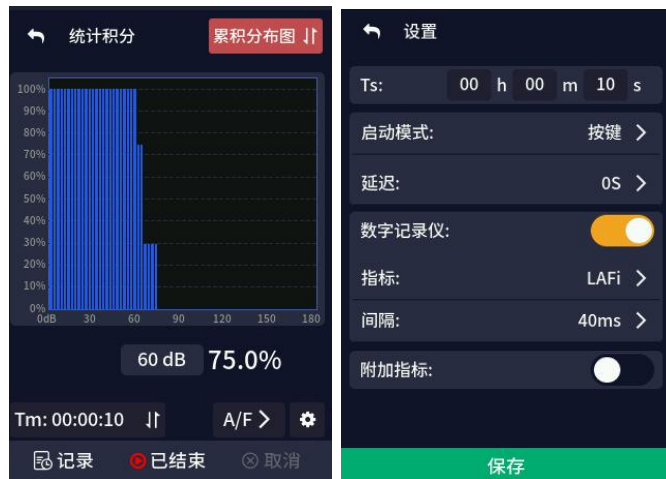 统计积分
累积分布图
100%
90%
80%
70%
60%
50%
40%
30%
20%
10%
0%
0dB 30 60 90 120 150 180
60 dB 75.0%
Tm: 00:00:10
A/F
记录 已结束 取消
设置
Ts: 00 h 00 m 10 s
启动模式: 按键
延迟: 0S
数字记录仪:
指标: LAFi
间隔: 40ms
附加指标:
保存